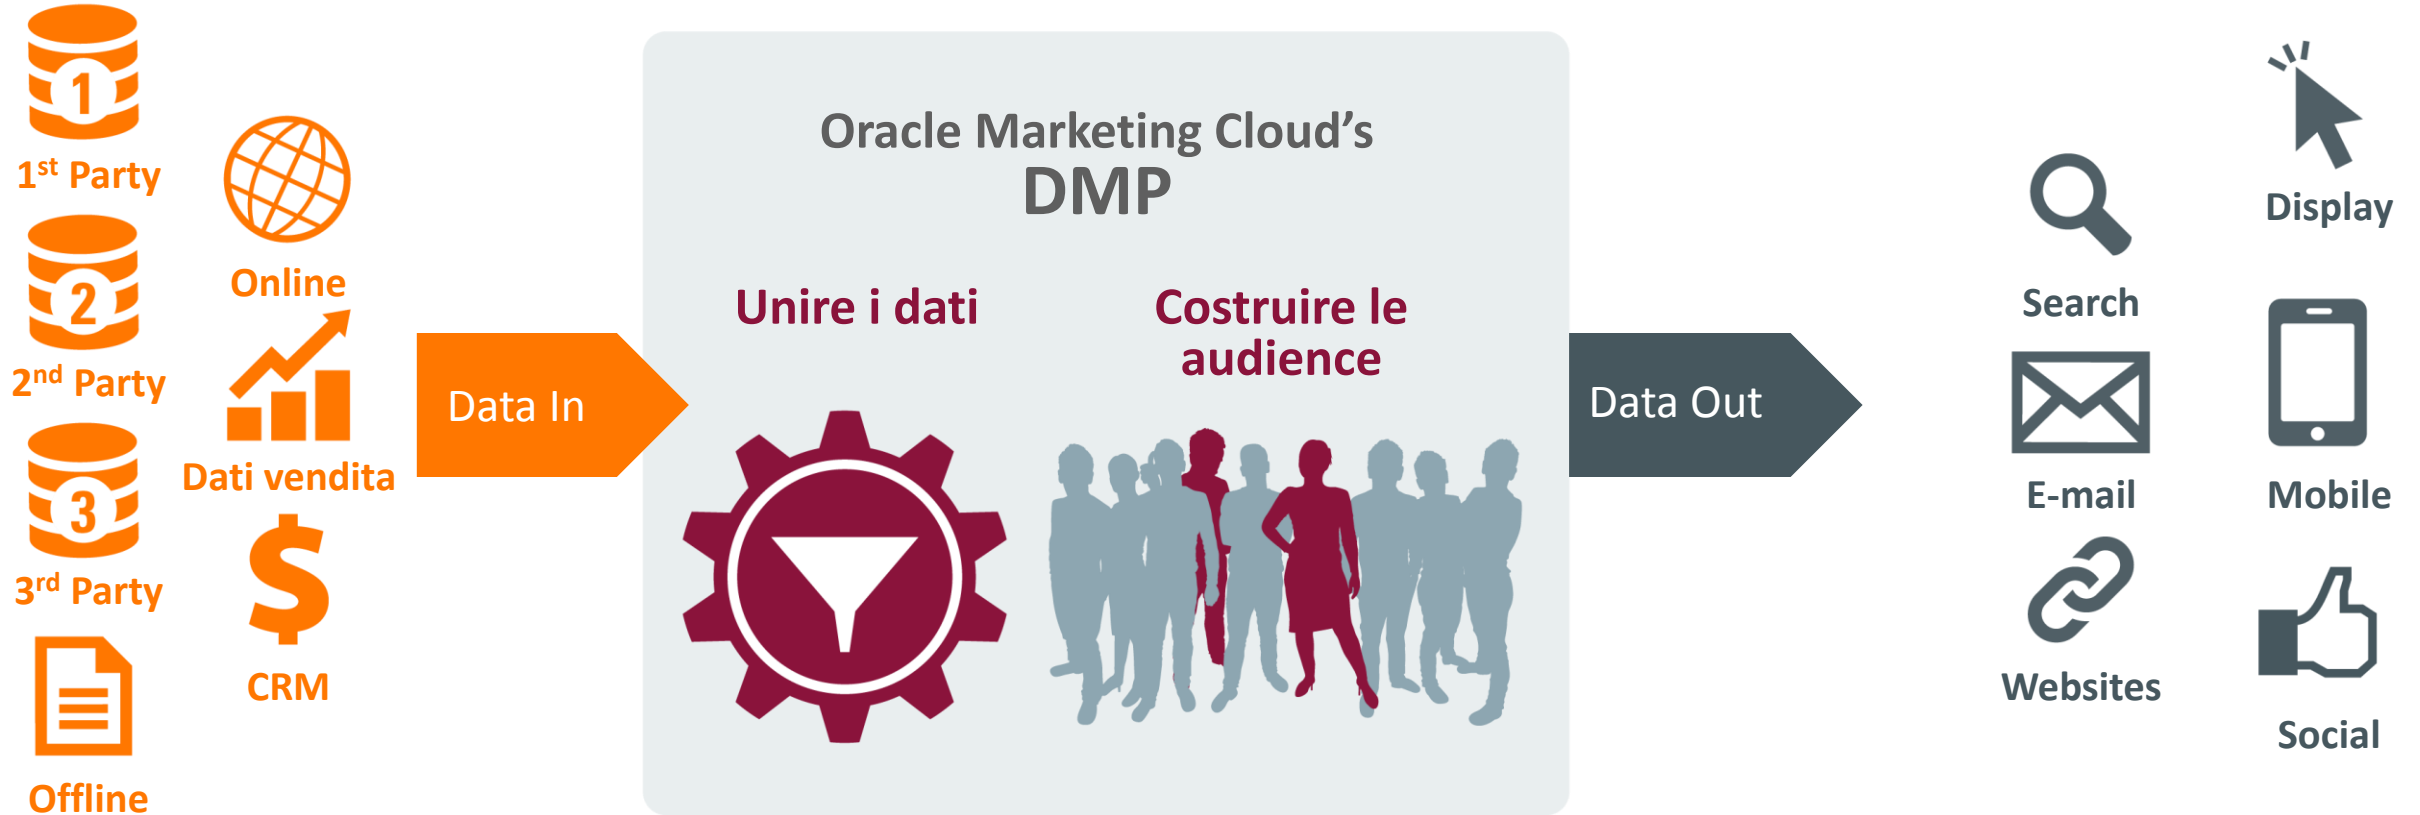 1
1st Party
2
2nd Party
3
3rd Party
Offline
Online
Dati vendita
$
CRM
Data In
Oracle Marketing Cloud’s
DMP
Unire i dati
Costruire le
audience
Data Out
Search
E-mail
Websites
Display
Mobile
Social